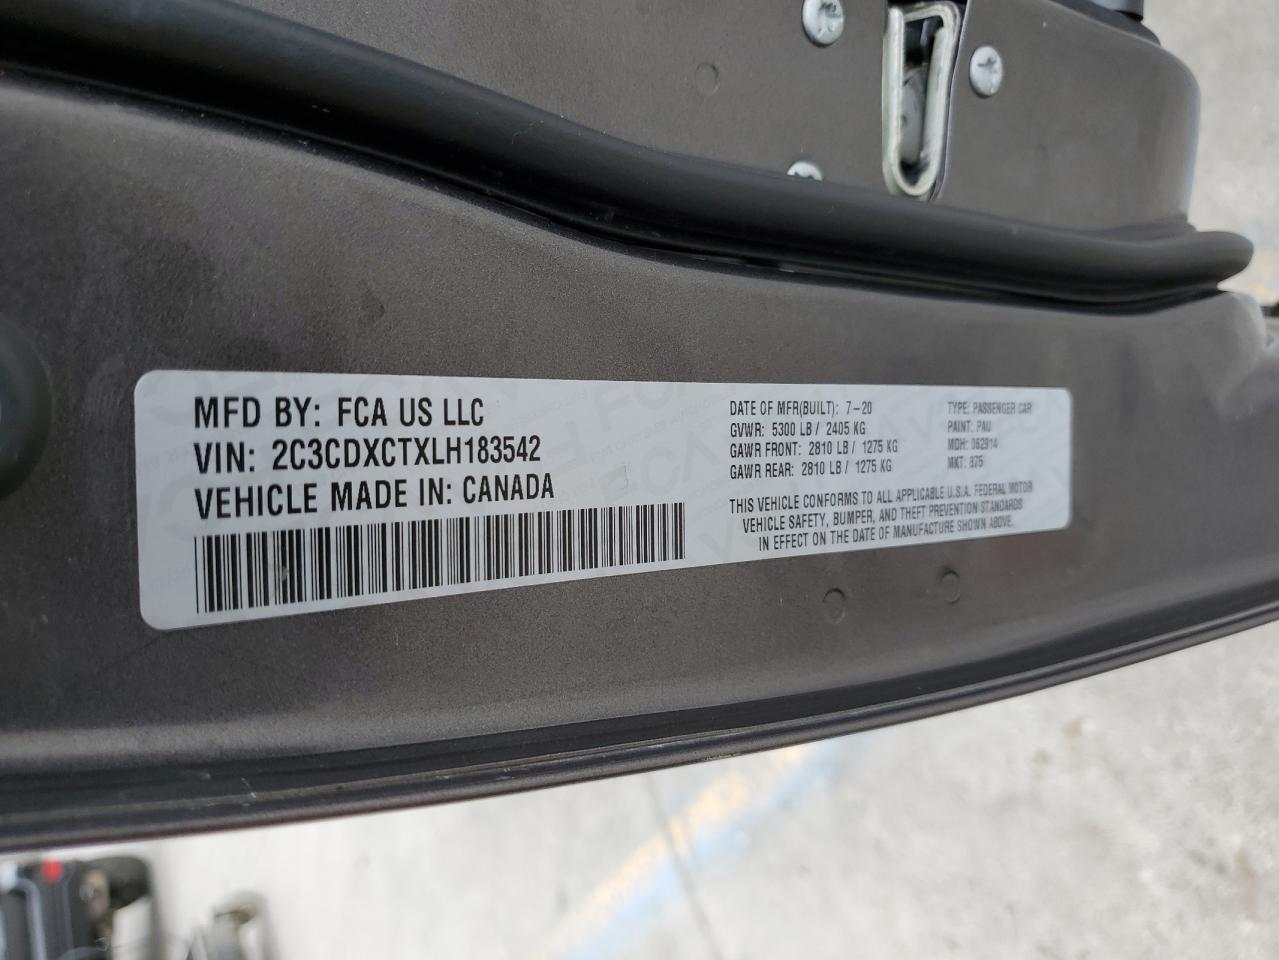 MFD BY: FCA US LLC
VIN: 2C3CDXCTXLH183542
VEHICLE MADE IN: CANADA
DATE OF MFR(BUILT): 7-20
GVWR: 5300 LB / 2405 KG
GAWR FRONT: 2810 LB / 1275 KG
GAWR REAR: 2810 LB / 1275 KG
TYPE: PASSENGER CAR
PAINT: PAU
MDH: 062914
MKT: 975
THIS VEHICLE CONFORMS TO ALL APPLICABLE U.S.A. FEDERAL MOTOR
VEHICLE SAFETY, BUMPER, AND THEFT PREVENTION STANDARDS
IN EFFECT ON THE DATE OF MANUFACTURE SHOWN ABOVE.